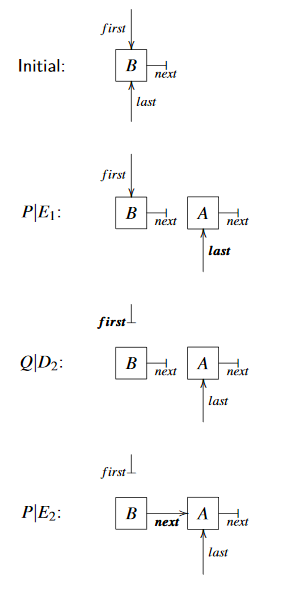 first
Initial: B next
last
first
P|E₁: B next A next
last
first
Q|D₂: B next A next
last
first
P|E₂: B next A next
last